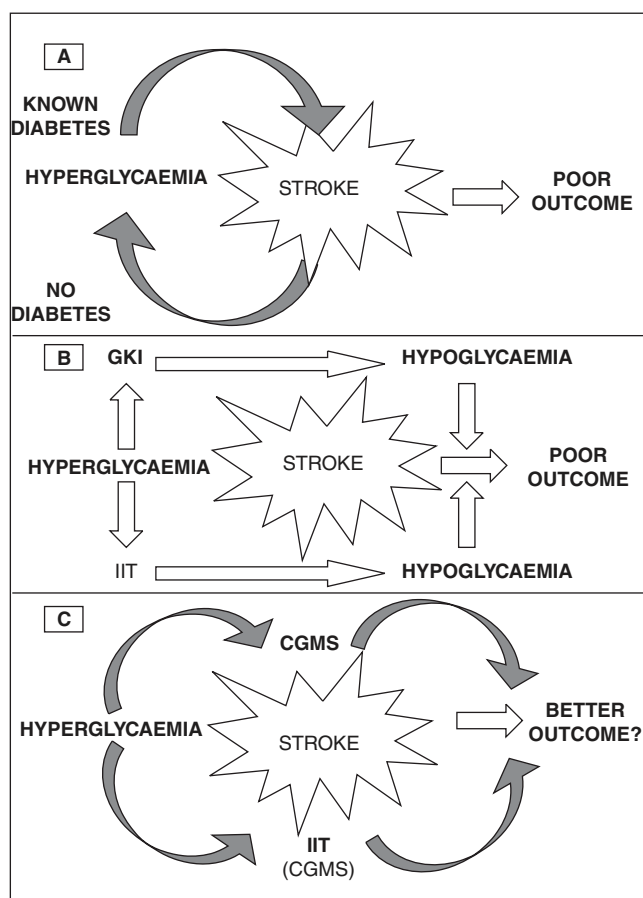 A
KNOWN
DIABETES
HYPERGLYCAEMIA
STROKE
POOR
OUTCOME
NO
DIABETES
B
GKI
HYPOGLYCAEMIA
HYPERGLYCAEMIA
STROKE
POOR
OUTCOME
IIT
HYPOGLYCAEMIA
C
CGMS
HYPERGLYCAEMIA
STROKE
BETTER
OUTCOME?
IIT
(CGMS)